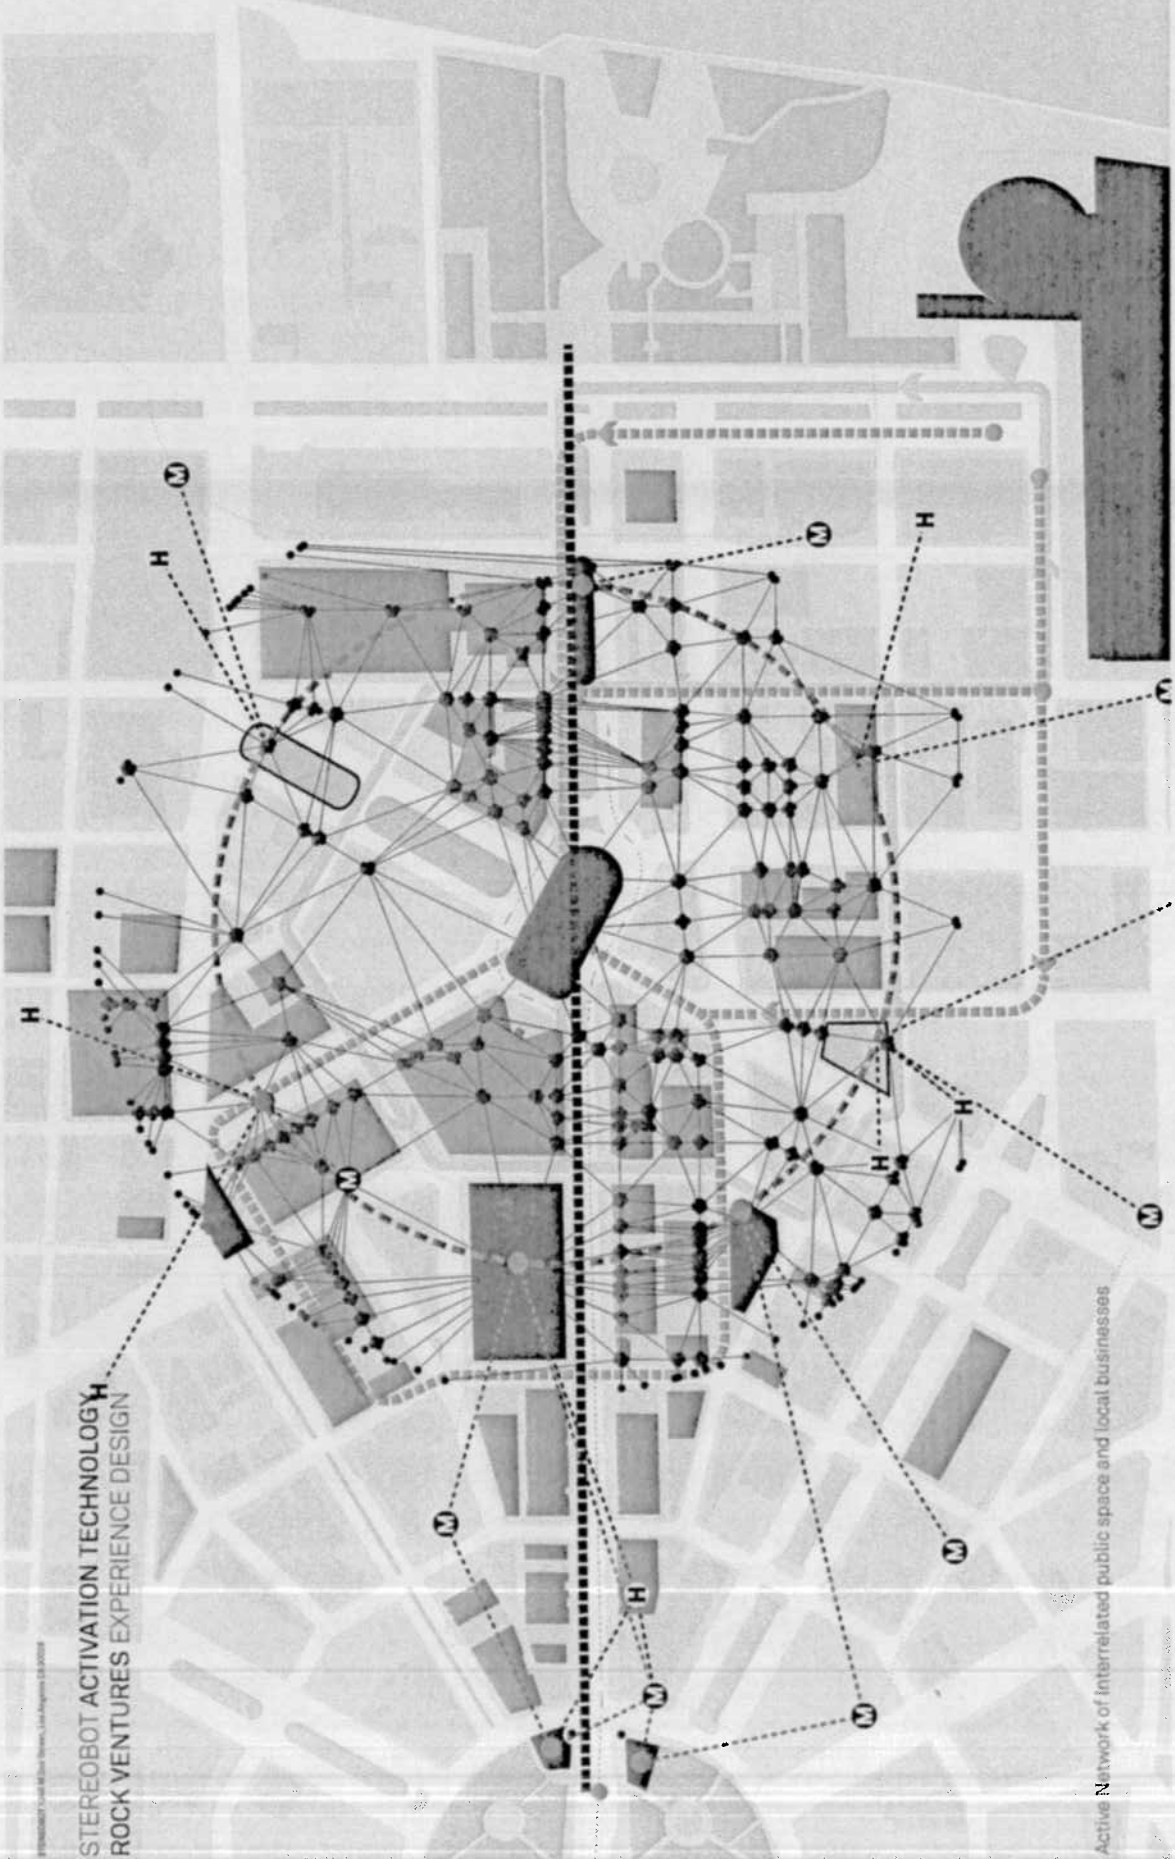 STEREOBOT ACTIVATION TECHNOLOGY
ROCK VENTURES EXPERIENCE DESIGN
M
H
M
H
M
H
H
M
H
H
M
M
H
M
M
M
Active Network of Interrelated public space and local businesses